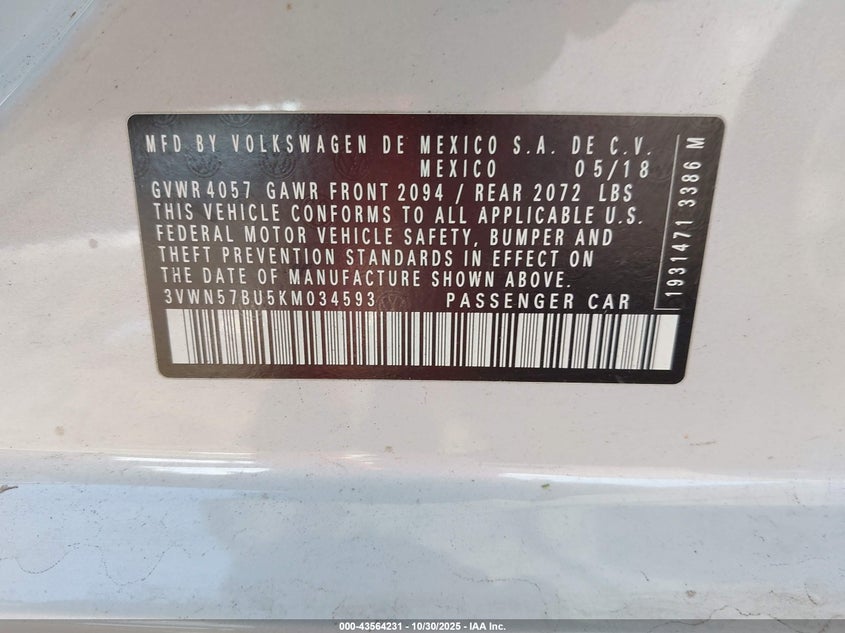 MFD BY VOLKSWAGEN DE MEXICO S.A. DE C.V.
MEXICO 05/18
GVWR 4057 GAWR FRONT 2094 / REAR 2072 LBS
THIS VEHICLE CONFORMS TO ALL APPLICABLE U.S.
FEDERAL MOTOR VEHICLE SAFETY, BUMPER AND
THEFT PREVENTION STANDARDS IN EFFECT ON
THE DATE OF MANUFACTURE SHOWN ABOVE.
3VWN57BU5KM034593 PASSENGER CAR
1931471 3386 M
000-43564231 - 10/30/2025 - IAA Inc.